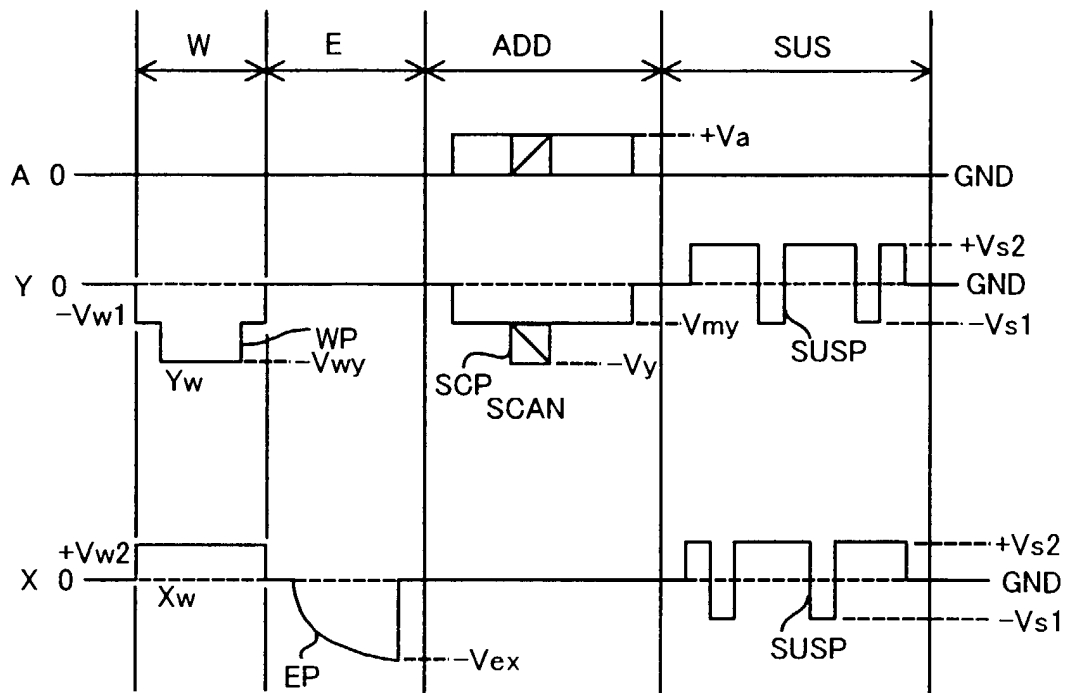 W E ADD SUS
+Va
A 0 GND
+Vs2
Y 0 GND
-Vw1 WP -Vwy Vmy -Vs1
Yw SCP -Vy SUSP
SCAN
+Vw2 +Vs2
X 0 GND
Xw -Vs1
EP -Vex SUSP